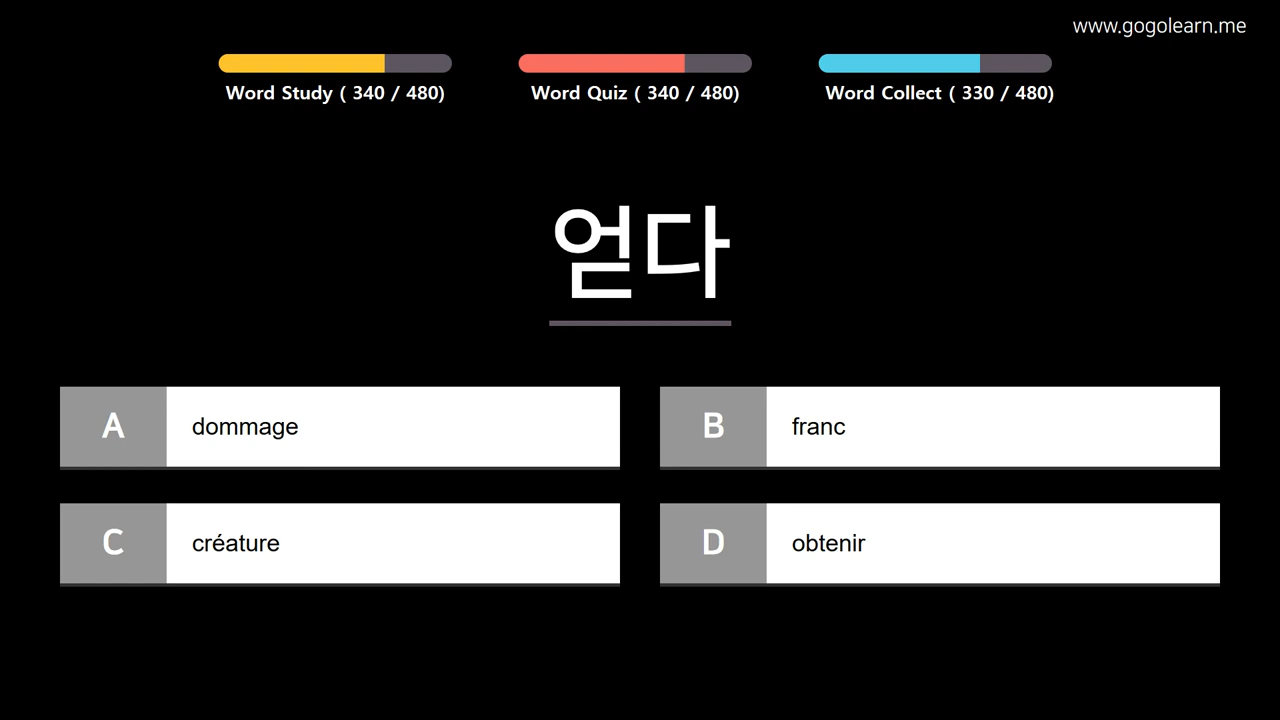 www.gogolearn.me
Word Study ( 340 / 480)
Word Quiz ( 340 / 480)
Word Collect ( 330 / 480)
얻다
A dommage
B franc
C créature
D obtenir